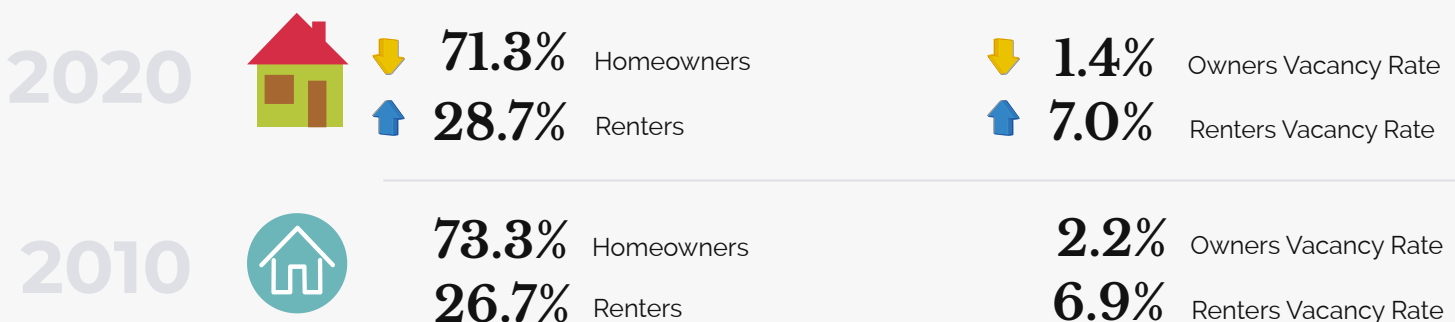 2020
71.3% Homeowners
28.7% Renters
1.4% Owners Vacancy Rate
7.0% Renters Vacancy Rate
2010
73.3% Homeowners
26.7% Renters
2.2% Owners Vacancy Rate
6.9% Renters Vacancy Rate